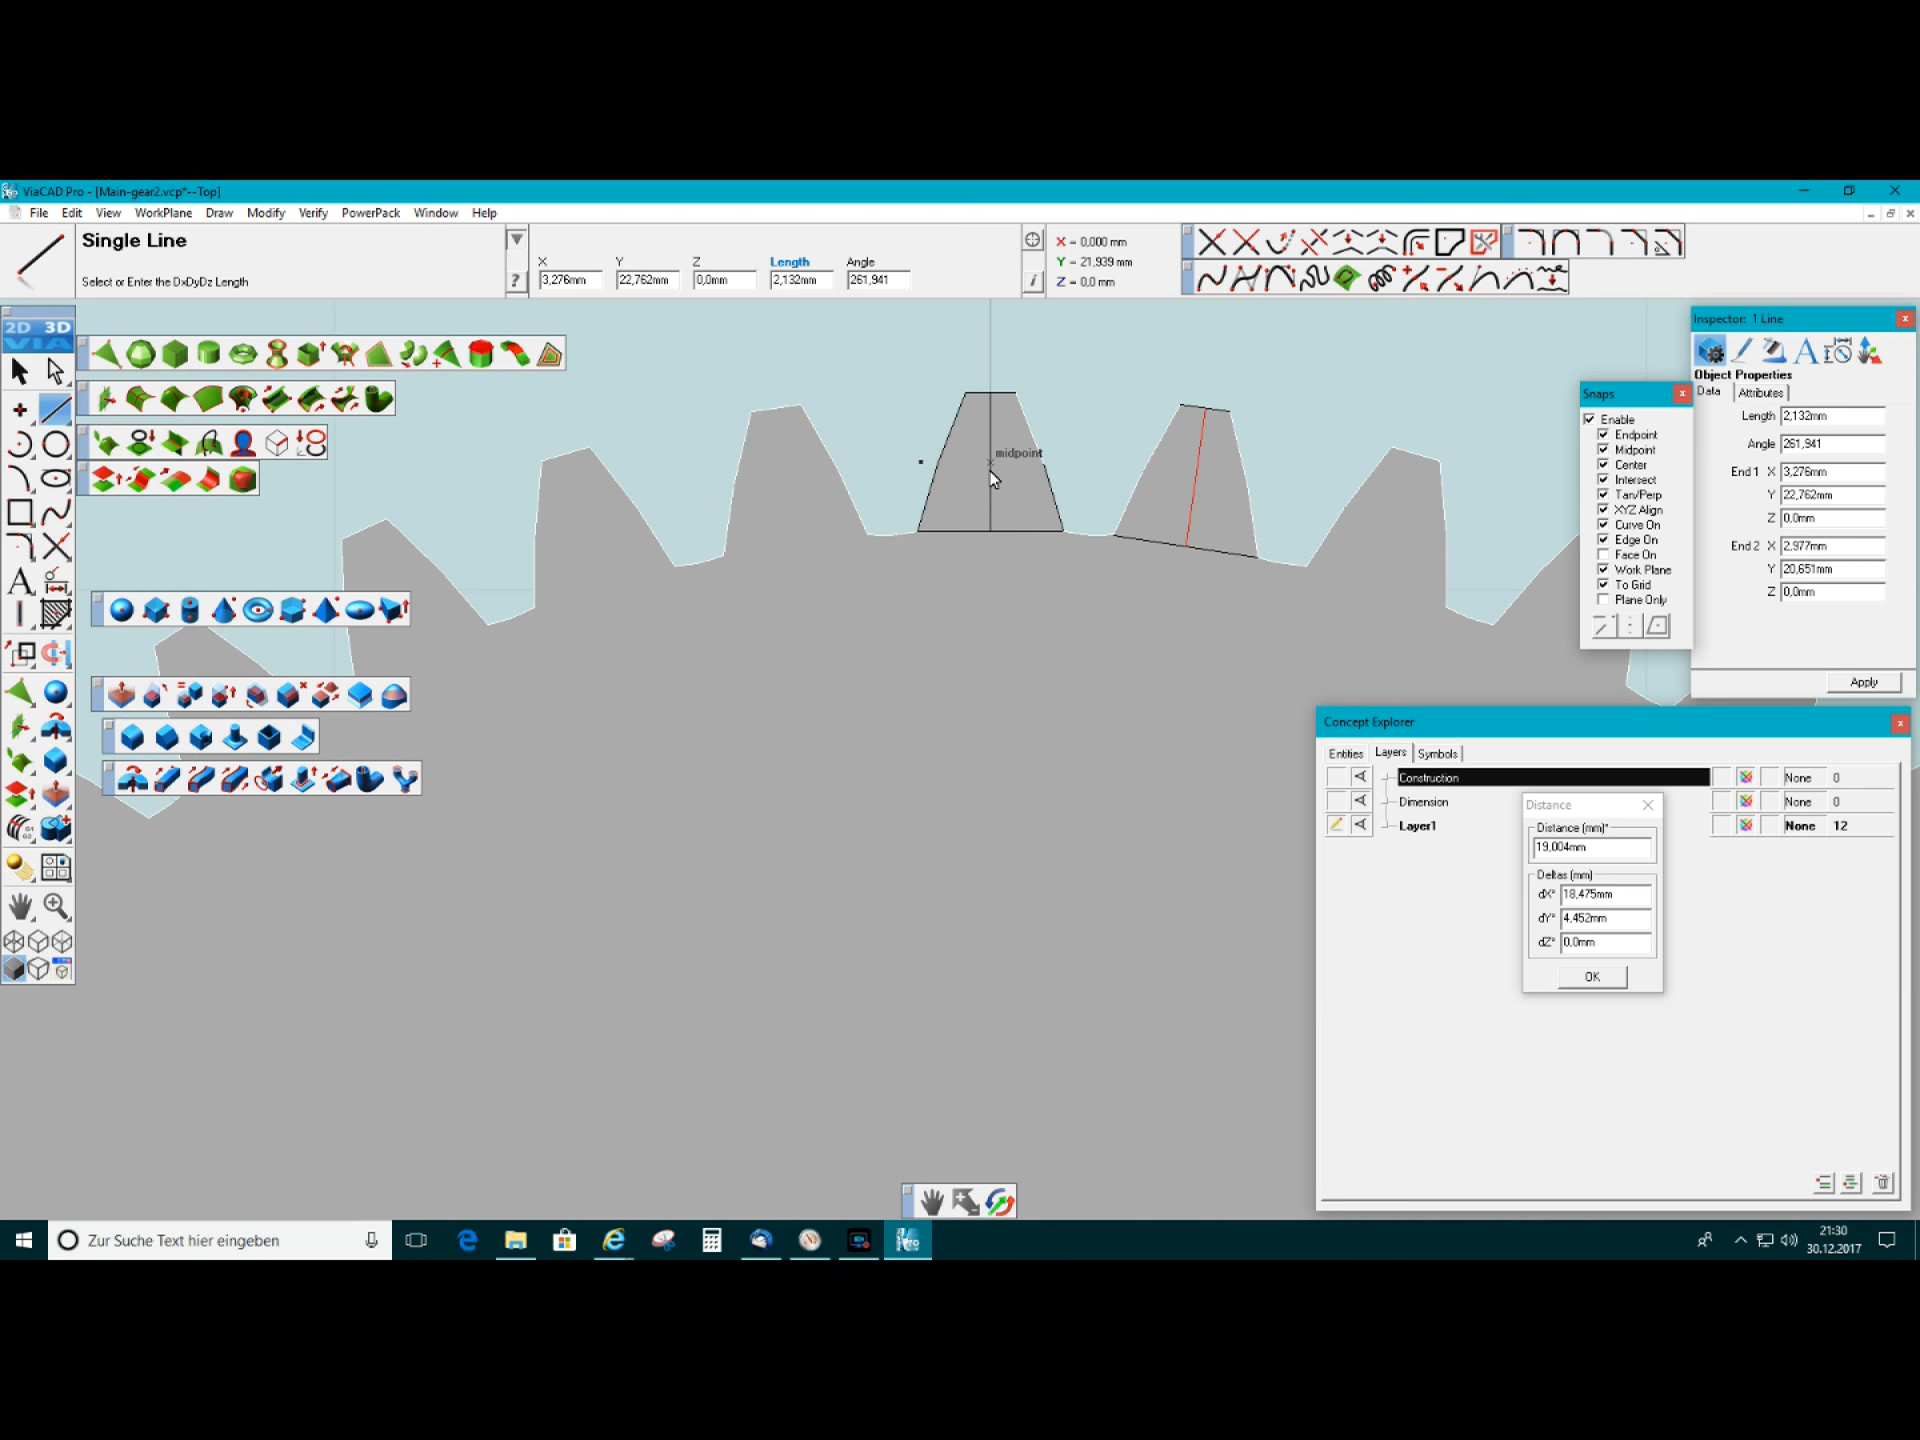 ViaCAD Pro - [Main-gear2.vcp*--Top]
File Edit View WorkPlane Draw Modify Verify PowerPack Window Help
Single Line
Select or Enter the DxDyDz Length
X Y Z Length Angle
3,276mm 22,762mm 0,0mm 2,132mm 261,941
X = 0,000 mm
Y = 21,939 mm
Z = 0,0 mm
2D 3D
VIA
midpoint
Snaps
Enable
Endpoint
Midpoint
Center
Intersect
Tan/Perp
XYZ Align
Curve On
Edge On
Face On
Work Plane
To Grid
Plane Only
Inspector: 1 Line
Object Properties
Data Attributes
Length 2,132mm
Angle 261,941
End 1 X 3,276mm
Y 22,762mm
Z 0,0mm
End 2 X 2,977mm
Y 20,651mm
Z 0,0mm
Apply
Concept Explorer
Entities Layers Symbols
Construction None 0
Dimension None 0
Layer1 None 12
Distance
Distance (mm)*
19,004mm
Deltas (mm)
dX* 18,475mm
dY* 4,452mm
dZ* 0,0mm
OK
Zur Suche Text hier eingeben
21:30
30.12.2017